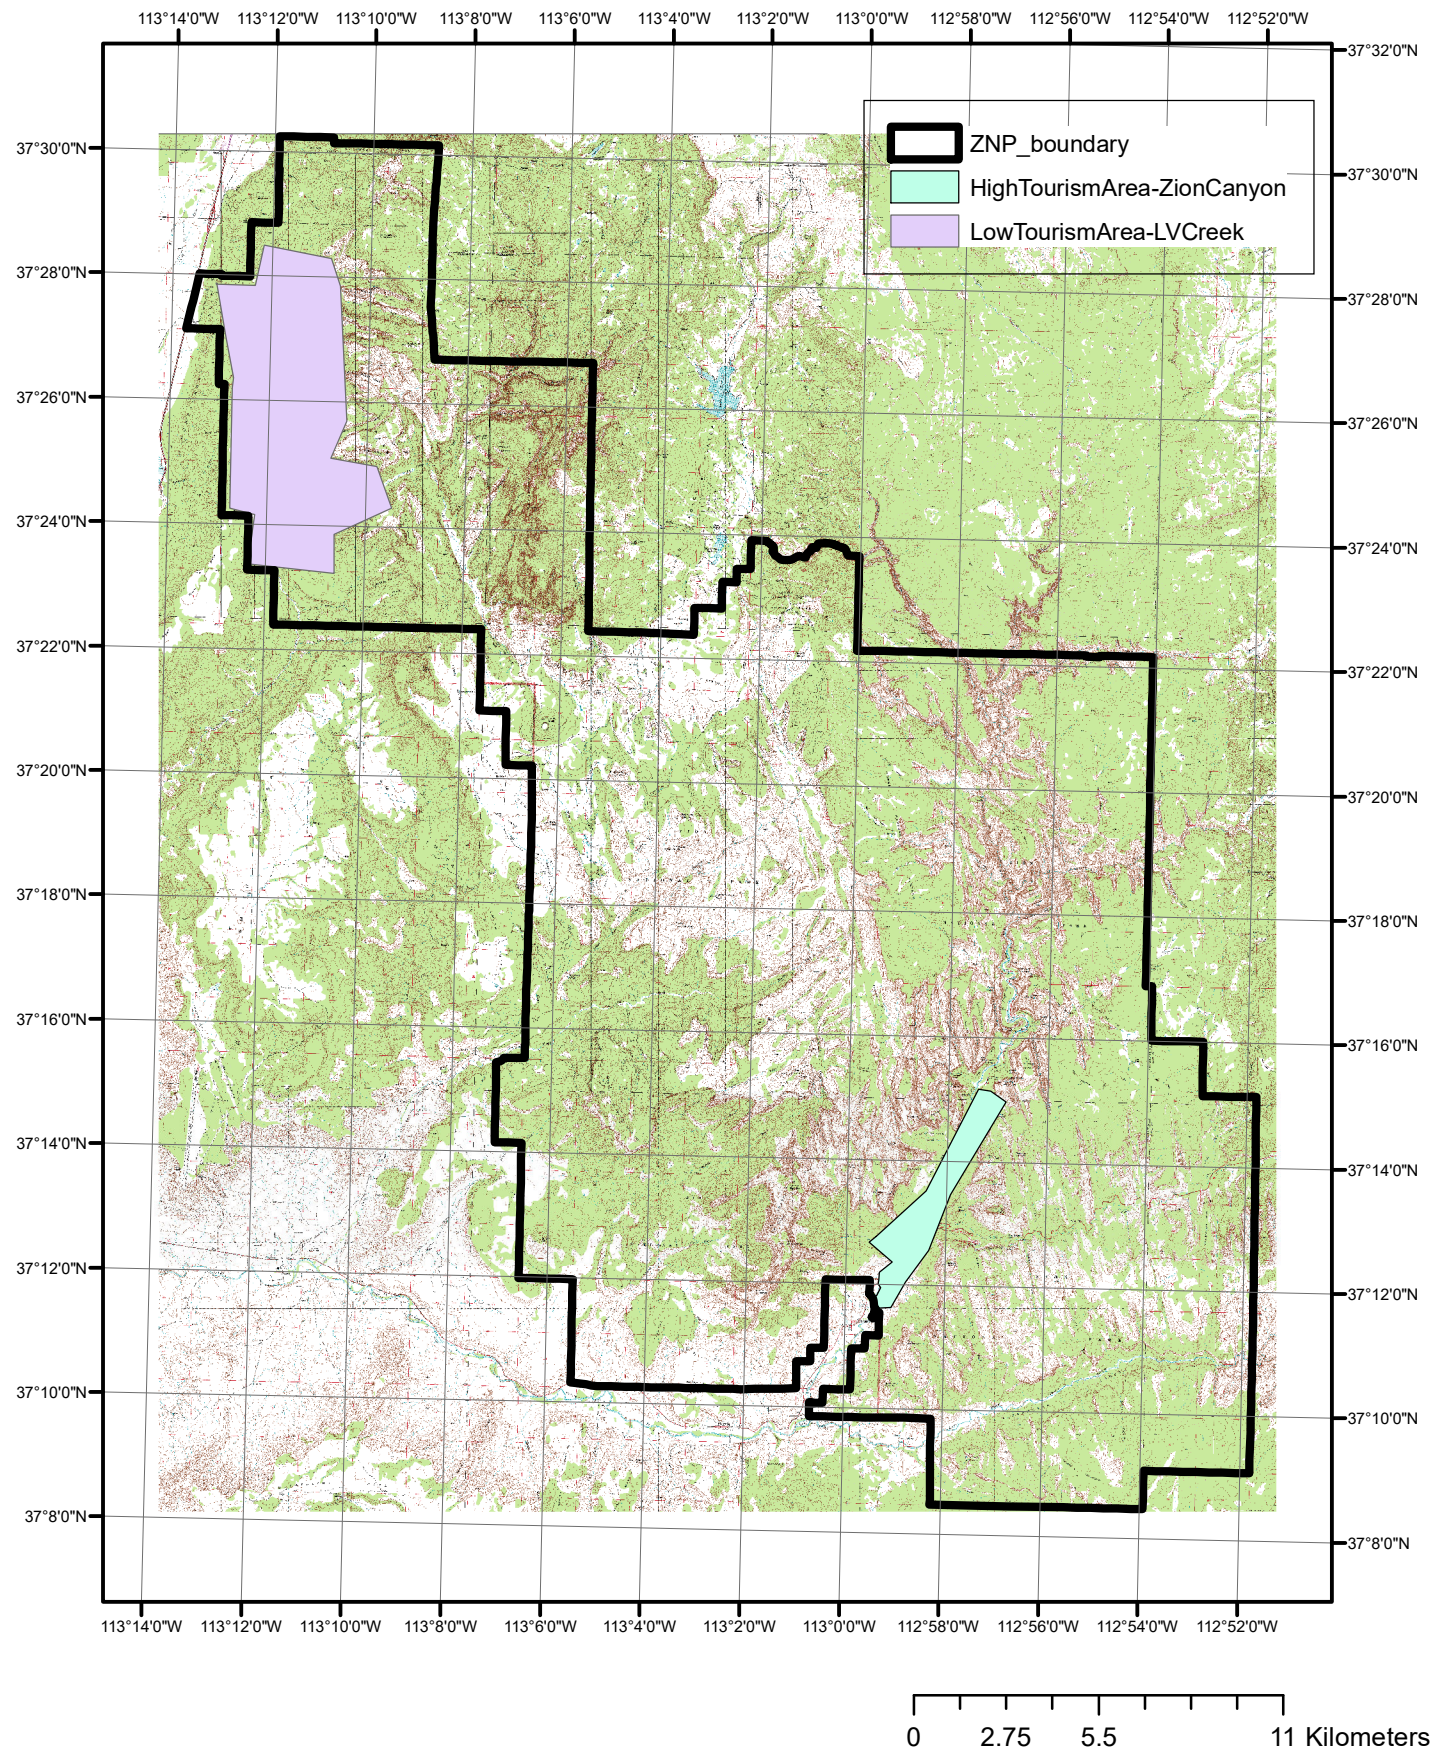 113°14'0"W 113°12'0"W 113°10'0"W 113°8'0"W 113°6'0"W 113°4'0"W 113°2'0"W 113°0'0"W 112°58'0"W 112°56'0"W 112°54'0"W 112°52'0"W
37°32'0"N
ZNP_boundary
37°30'0"N
37°30'0"N
HighTourismArea-ZionCanyon
LowTourismArea-LVCreek
37°28'0"N
37°28'0"N
37°26'0"N
37°26'0"N
37°24'0"N
37°24'0"N
37°22'0"N
37°22'0"N
37°20'0"N
37°20'0"N
37°18'0"N
37°18'0"N
37°16'0"N
37°16'0"N
37°14'0"N
37°14'0"N
37°12'0"N
37°12'0"N
37°10'0"N
37°10'0"N
37°8'0"N
37°8'0"N
113°14'0"W 113°12'0"W 113°10'0"W 113°8'0"W 113°6'0"W 113°4'0"W 113°2'0"W 113°0'0"W 112°58'0"W 112°56'0"W 112°54'0"W 112°52'0"W
0 2.75 5.5 11 Kilometers